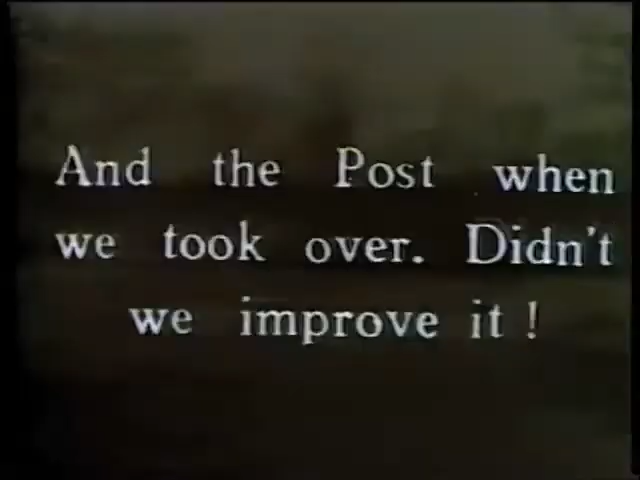 And the Post when
we took over. Didn't
we improve it !